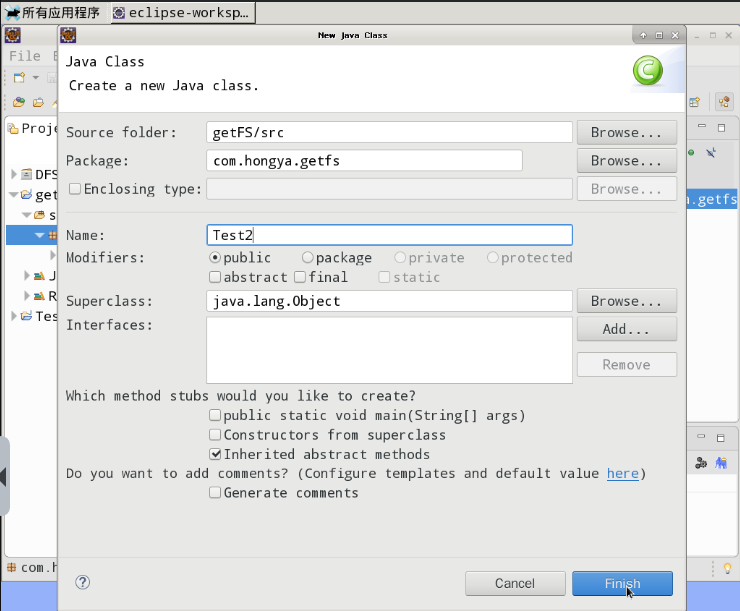 所有应用程序 eclipse-worksp...
New Java Class
File
Java Class
Create a new Java class.
Source folder: getFS/src Browse...
Proje
Package: com.hongya.getfs Browse...
DFS
Enclosing type: Browse...
get
a.getfs
s
Name: Test2
Modifiers: public package private protected
J
abstract final static
R
Superclass: java.lang.Object Browse...
Tes
Interfaces: Add...
Remove
Which method stubs would you like to create?
public static void main(String[] args)
Constructors from superclass
Inherited abstract methods
Do you want to add comments? (Configure templates and default value here)
Generate comments
com.h
Cancel Finish